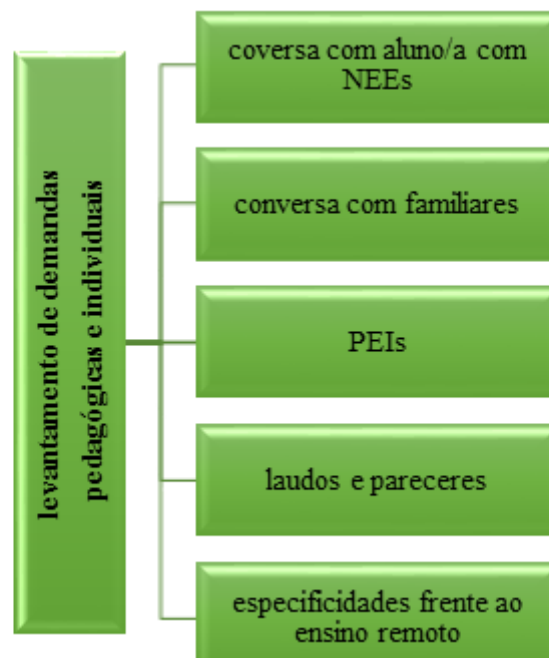 levantamento de demandas
pedagógicas e individuais
coversa com aluno/a com
NEEs
conversa com familiares
PEIs
laudos e pareceres
especificidades frente ao
ensino remoto